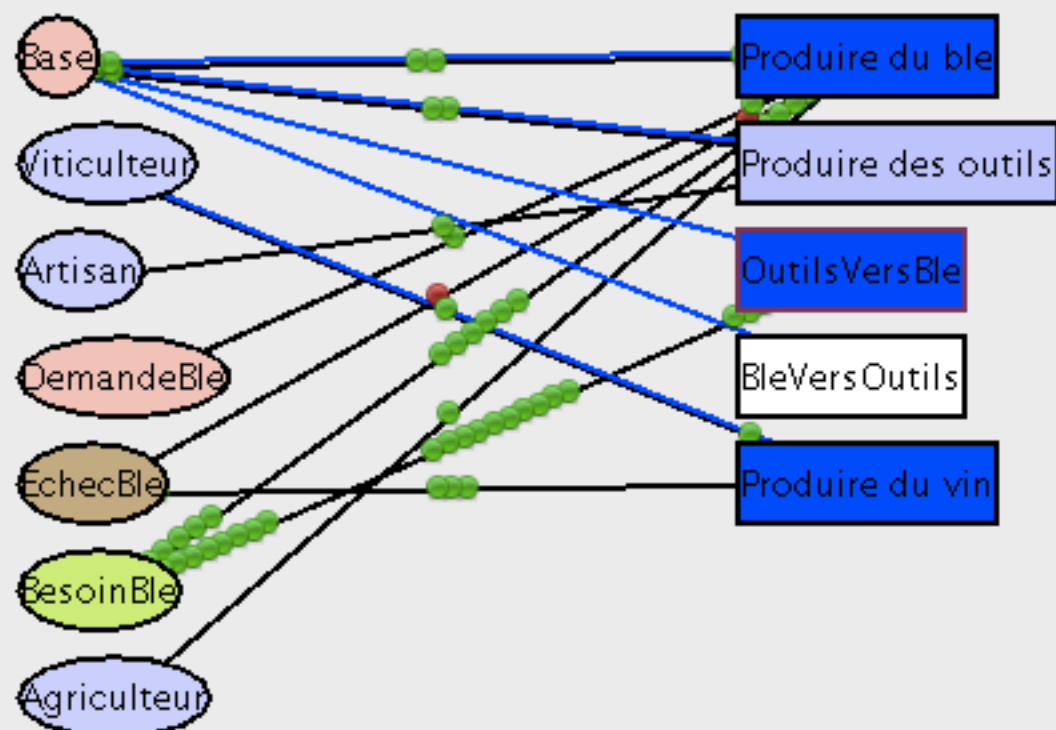 Base
Viticulteur
Artisan
DemandeBle
EchecBle
BesoinBle
Agriculteur
Produire du ble
Produire des outils
OutilsVersBle
BleVersOutils
Produire du vin